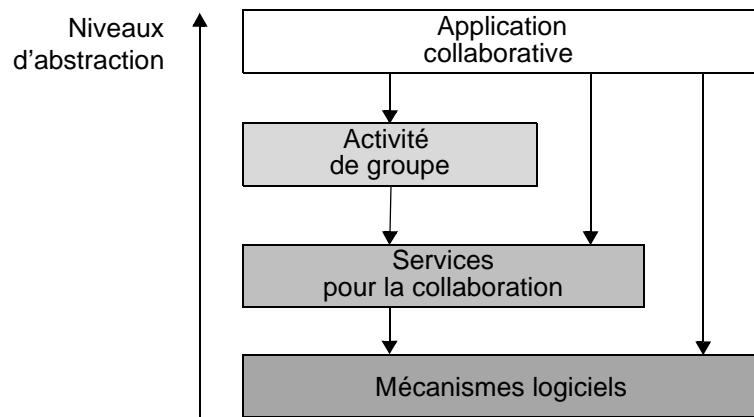 Niveaux
d'abstraction
Application
collaborative
Activité
de groupe
Services
pour la collaboration
Mécanismes logiciels